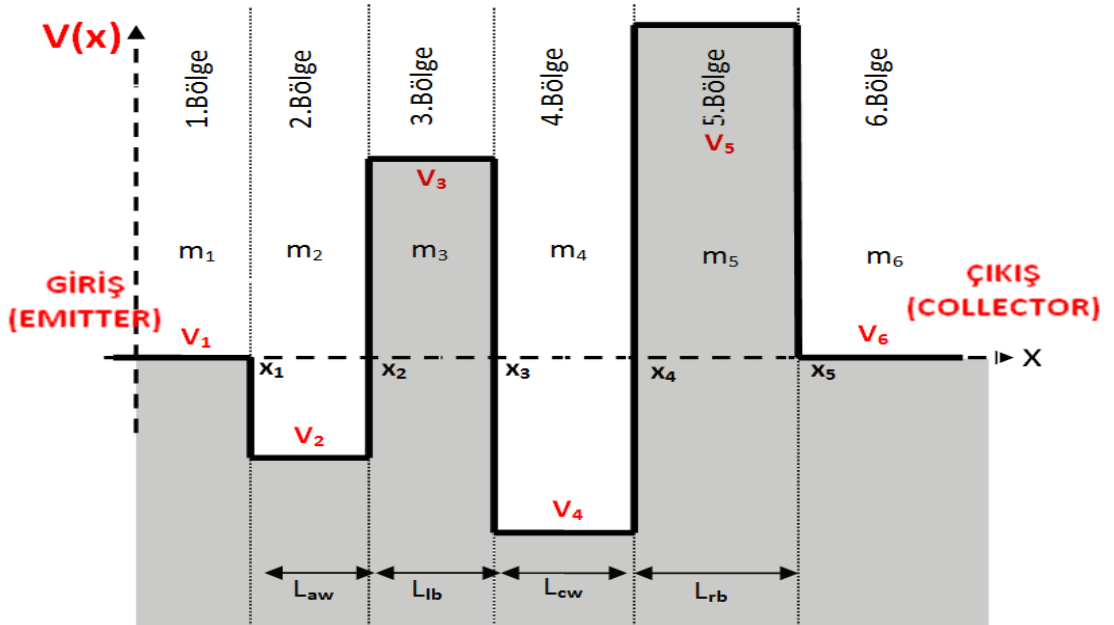 V(x)
1.Bölge
2.Bölge
3.Bölge
4.Bölge
5.Bölge
6.Bölge
V₃
V₅
m₁
m₂
m₃
m₄
m₅
m₆
GİRİŞ
(EMITTER)
ÇIKIŞ
(COLLECTOR)
V₁
V₆
x₁
x₂
x₃
x₄
x₅
X
V₂
V₄
Law
Llb
Lcw
Lrb